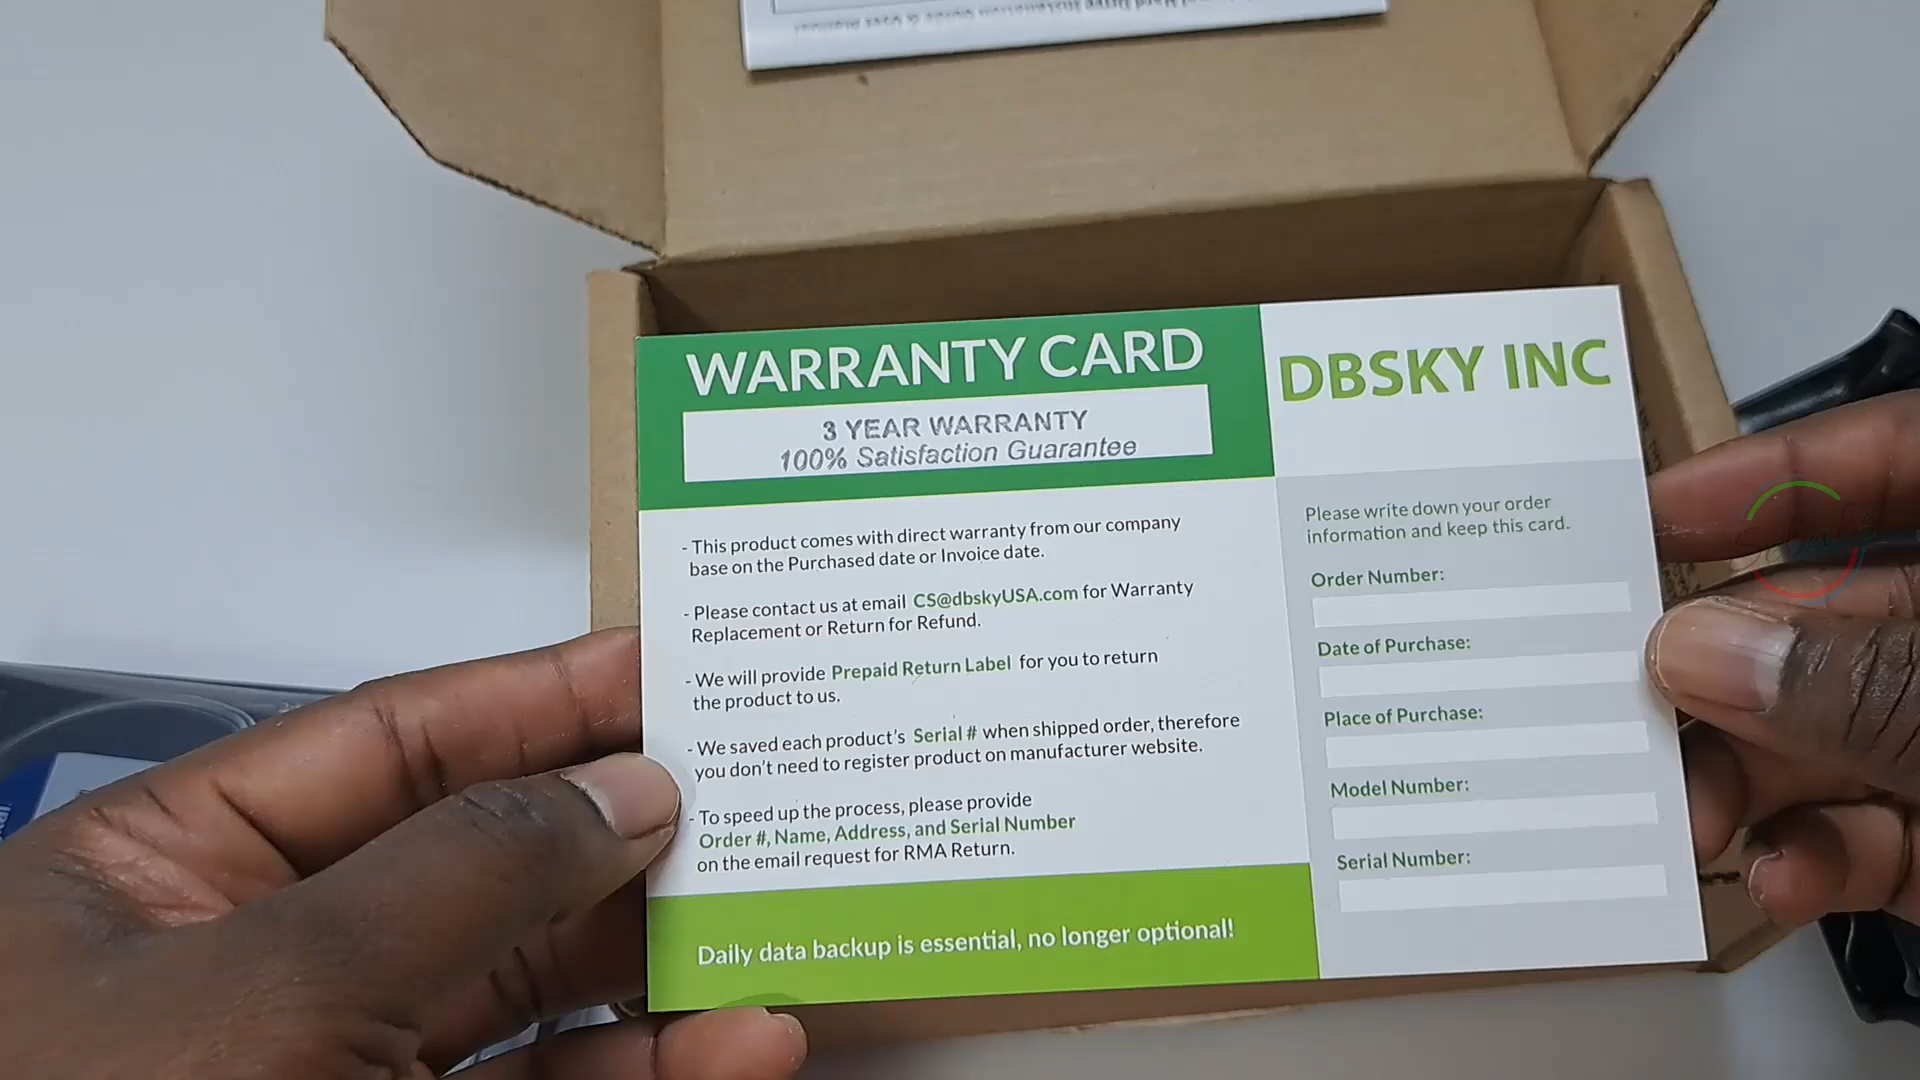 WARRANTY CARD
3 YEAR WARRANTY
100% Satisfaction Guarantee
- This product comes with direct warranty from our company
base on the Purchased date or Invoice date.
- Please contact us at email CS@dbskyUSA.com for Warranty
Replacement or Return for Refund.
- We will provide Prepaid Return Label for you to return
the product to us.
- We saved each product's Serial # when shipped order, therefore
you don't need to register product on manufacturer website.
- To speed up the process, please provide
Order #, Name, Address, and Serial Number
on the email request for RMA Return.
Daily data backup is essential, no longer optional!
DBSKY INC
Please write down your order
information and keep this card.
Order Number:
Date of Purchase:
Place of Purchase:
Model Number:
Serial Number: